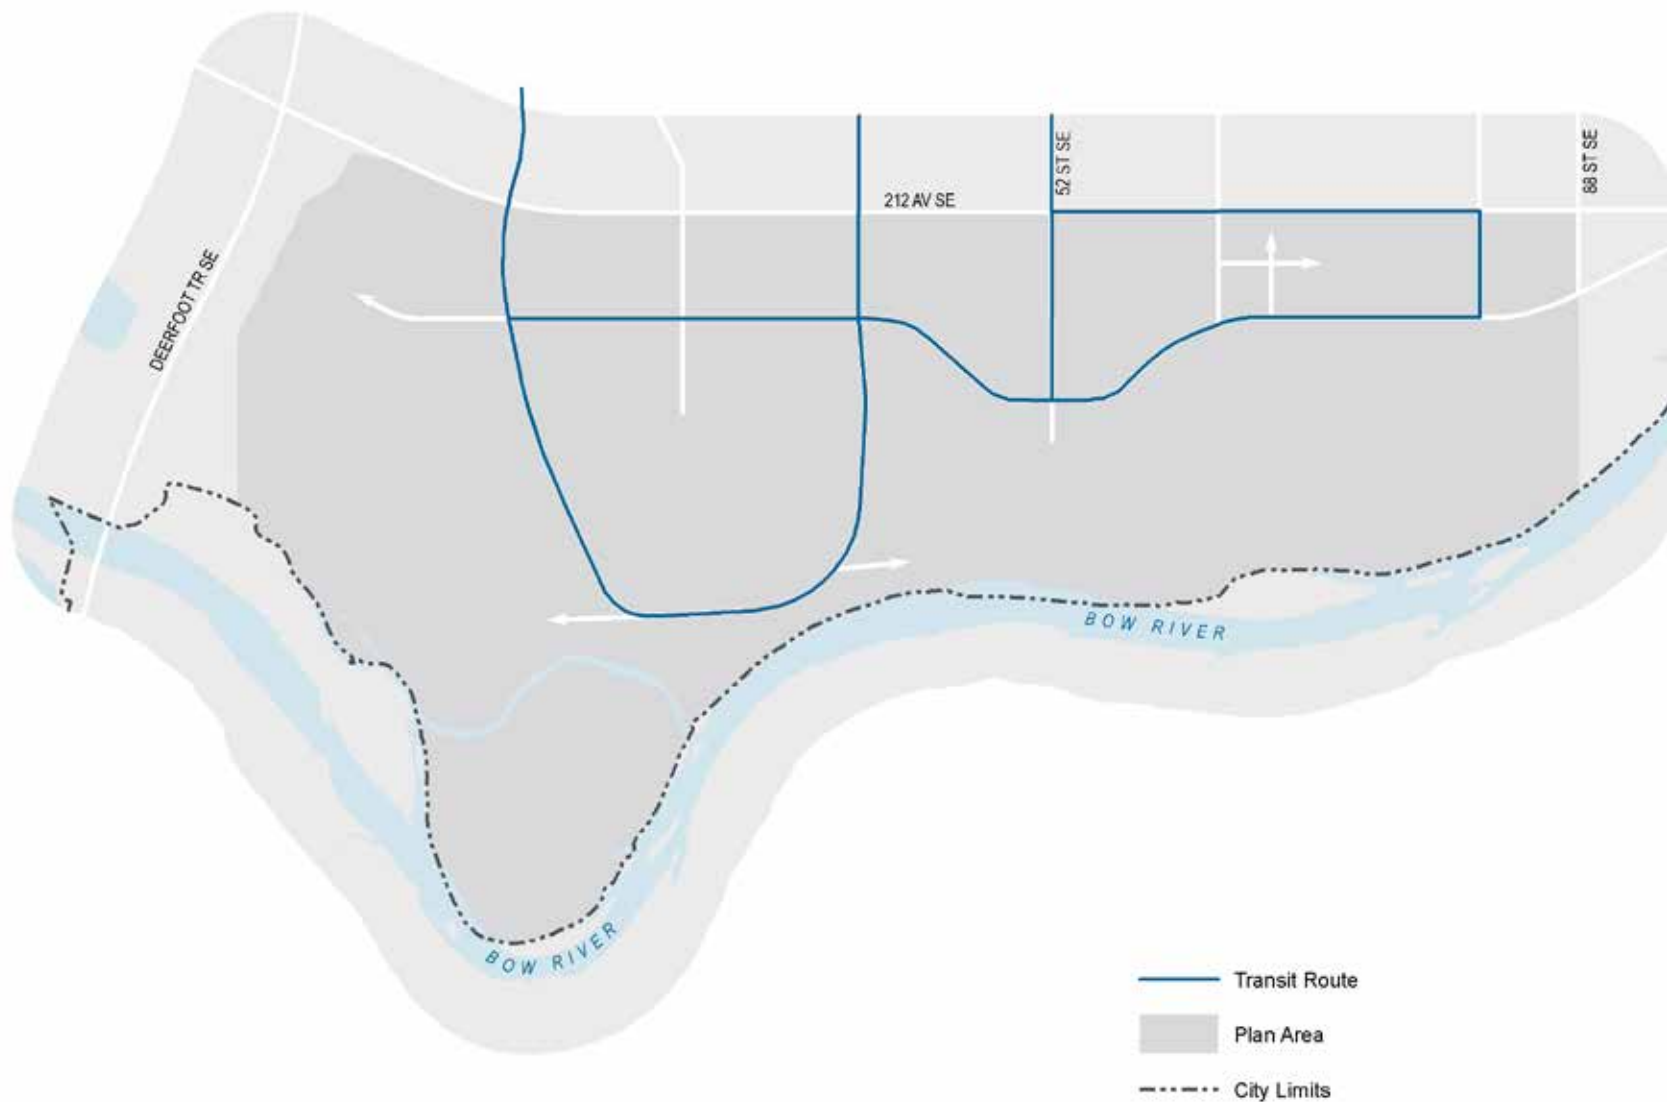 52 ST SE
88 ST SE
212 AV SE
DEERFOOT TR SE
BOW RIVER
BOW RIVER
Transit Route
Plan Area
City Limits